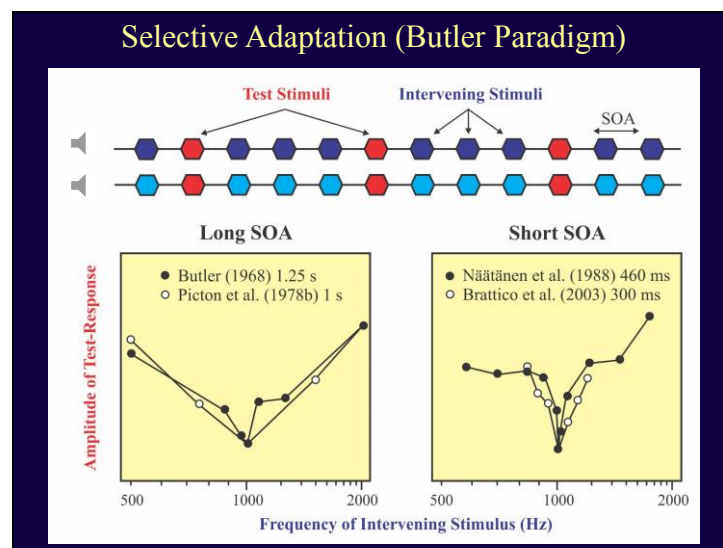 Selective Adaptation (Butler Paradigm)
Test Stimuli
Intervening Stimuli
SOA
Long SOA
Butler (1968) 1.25 s
Picton et al. (1978b) 1 s
Amplitude of Test-Response
500
1000
2000
Short SOA
Näätänen et al. (1988) 460 ms
Brattico et al. (2003) 300 ms
500
1000
2000
Frequency of Intervening Stimulus (Hz)